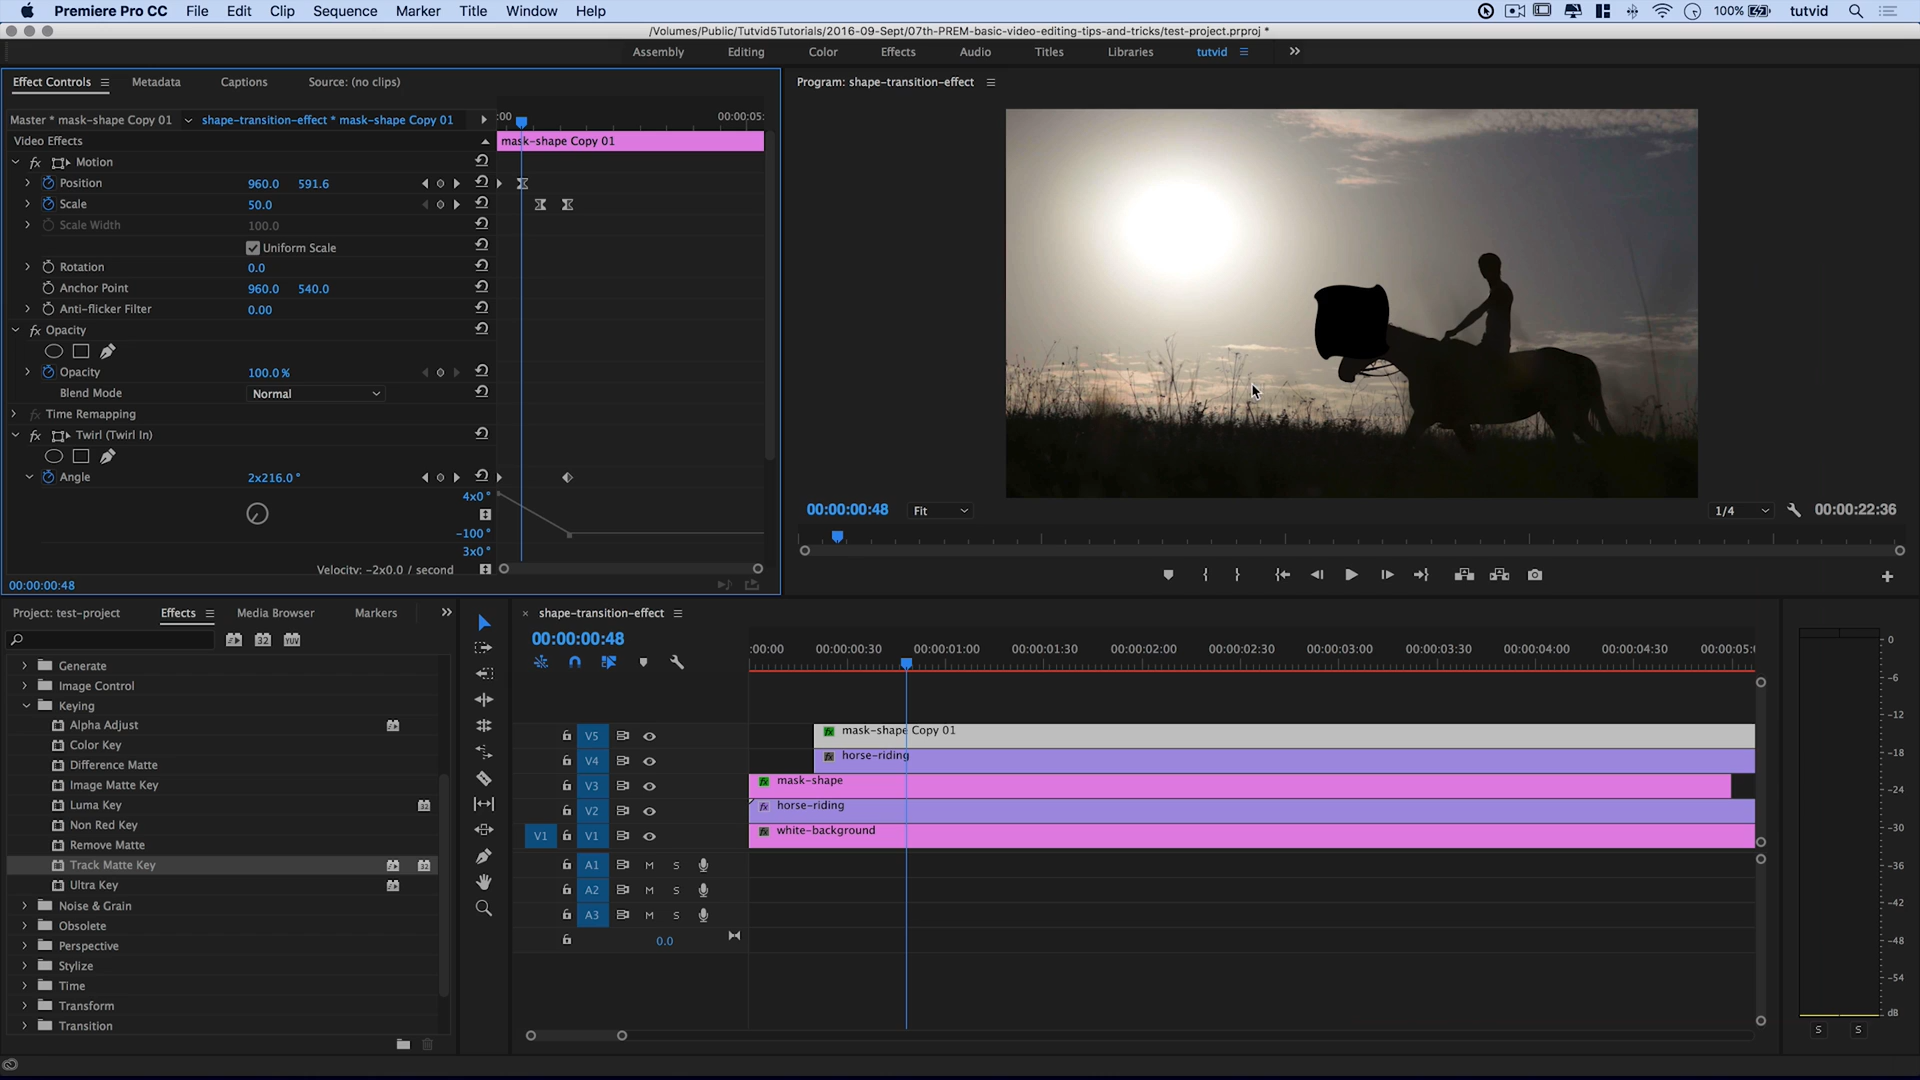 Premiere Pro CC File Edit Clip Sequence Marker Title Window Help 100% tutvid
/Volumes/Public/Tutvid5Tutorials/2016-09-Sept/07th-PREM-basic-video-editing-tips-and-tricks/test-project.prproj *
Assembly Editing Color Effects Audio Titles Libraries tutvid
Effect Controls Metadata Captions Source: (no clips)
Program: shape-transition-effect
Master * mask-shape Copy 01 shape-transition-effect * mask-shape Copy 01
:00 00:00:05:
Video Effects
mask-shape Copy 01
fx Motion
Position 960.0 591.6
Scale 50.0
Scale Width 100.0
Uniform Scale
Rotation 0.0
Anchor Point 960.0 540.0
Anti-flicker Filter 0.00
fx Opacity
Opacity 100.0 %
Blend Mode Normal
fx Time Remapping
fx Twirl (Twirl In)
Angle 2x216.0 °
4x0 °
-100 °
3x0 °
Velocity: -2x0.0 / second
00:00:00:48
00:00:00:48 Fit 1/4 00:00:22:36
Project: test-project Effects Media Browser Markers
32 YUV
Generate
Image Control
Keying
Alpha Adjust
Color Key
Difference Matte
Image Matte Key
Luma Key
Non Red Key
Remove Matte
Track Matte Key
Ultra Key
Noise & Grain
Obsolete
Perspective
Stylize
Time
Transform
Transition
shape-transition-effect
00:00:00:48
:00:00 00:00:00:30 00:00:01:00 00:00:01:30 00:00:02:00 00:00:02:30 00:00:03:00 00:00:03:30 00:00:04:00 00:00:04:30 00:00:05:0
V5 fx mask-shape Copy 01
V4 fx horse-riding
V3 fx mask-shape
V2 fx horse-riding
V1 V1 fx white-background
A1 M S
A2 M S
A3 M S
0.0
0
-6
-12
-18
-24
-30
-36
-42
-48
-54
dB
S S